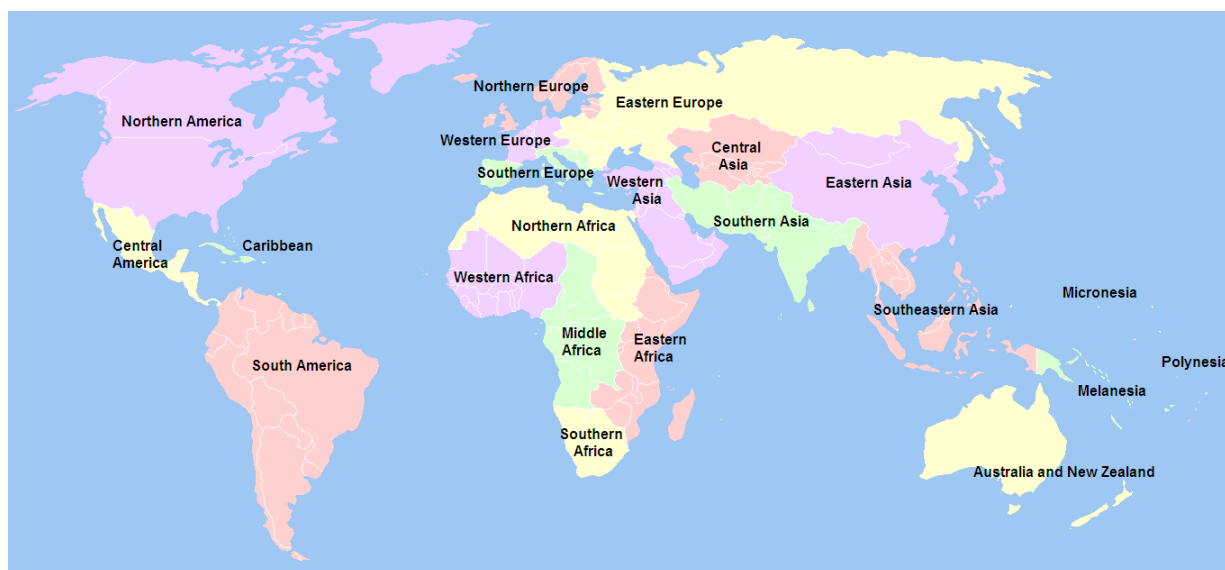 Northern Europe
Eastern Europe
Northern America
Western Europe
Central
Asia
Southern Europe
Western
Asia
Eastern Asia
Southern Asia
Northern Africa
Central
America
Caribbean
Western Africa
Micronesia
Southeastern Asia
Middle
Africa
Eastern
Africa
South America
Polynesia
Melanesia
Southern
Africa
Australia and New Zealand